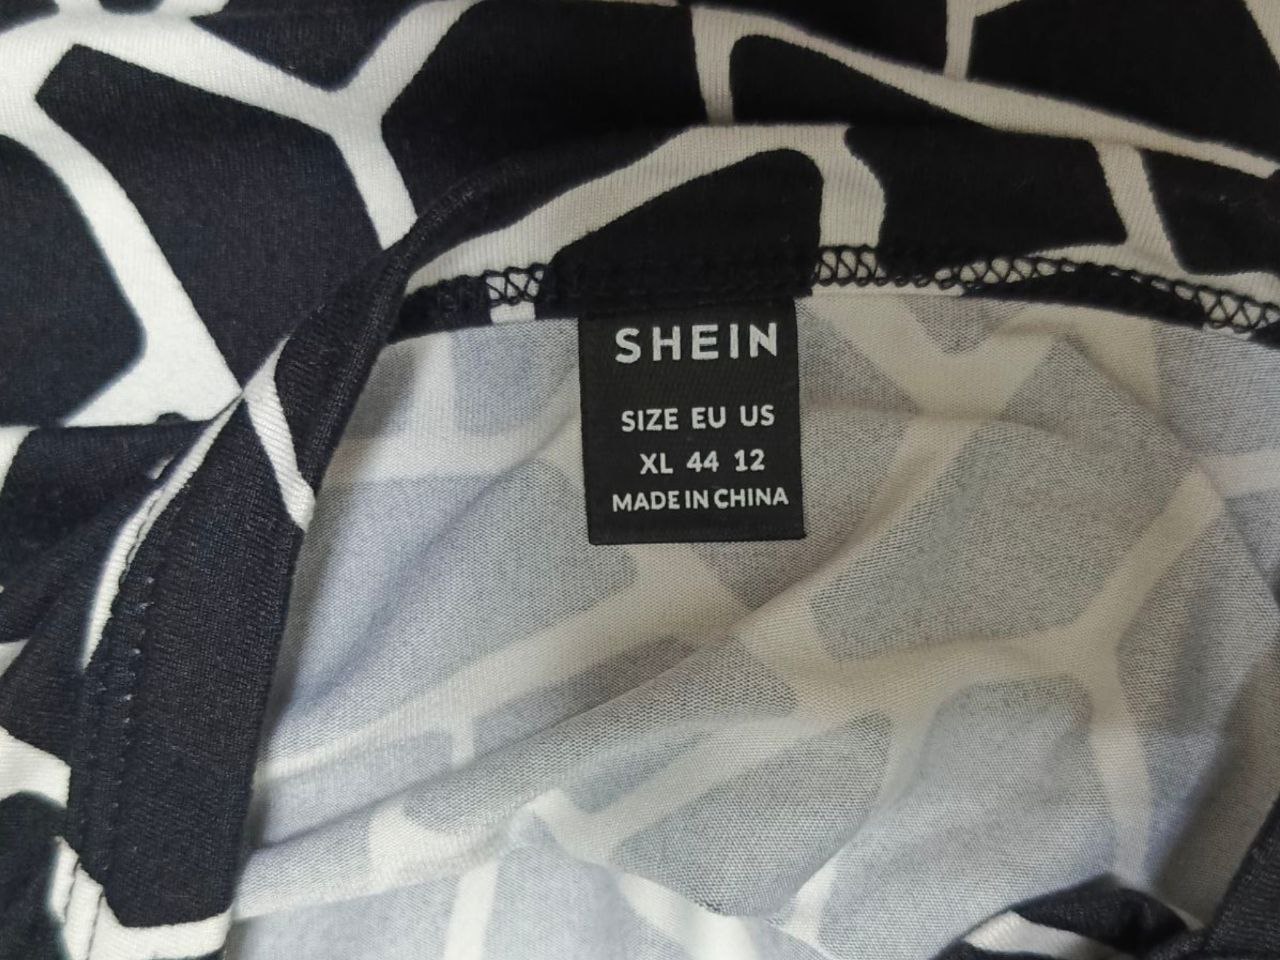 SHEIN
SIZE EU US
XL 44 12
MADE IN CHINA